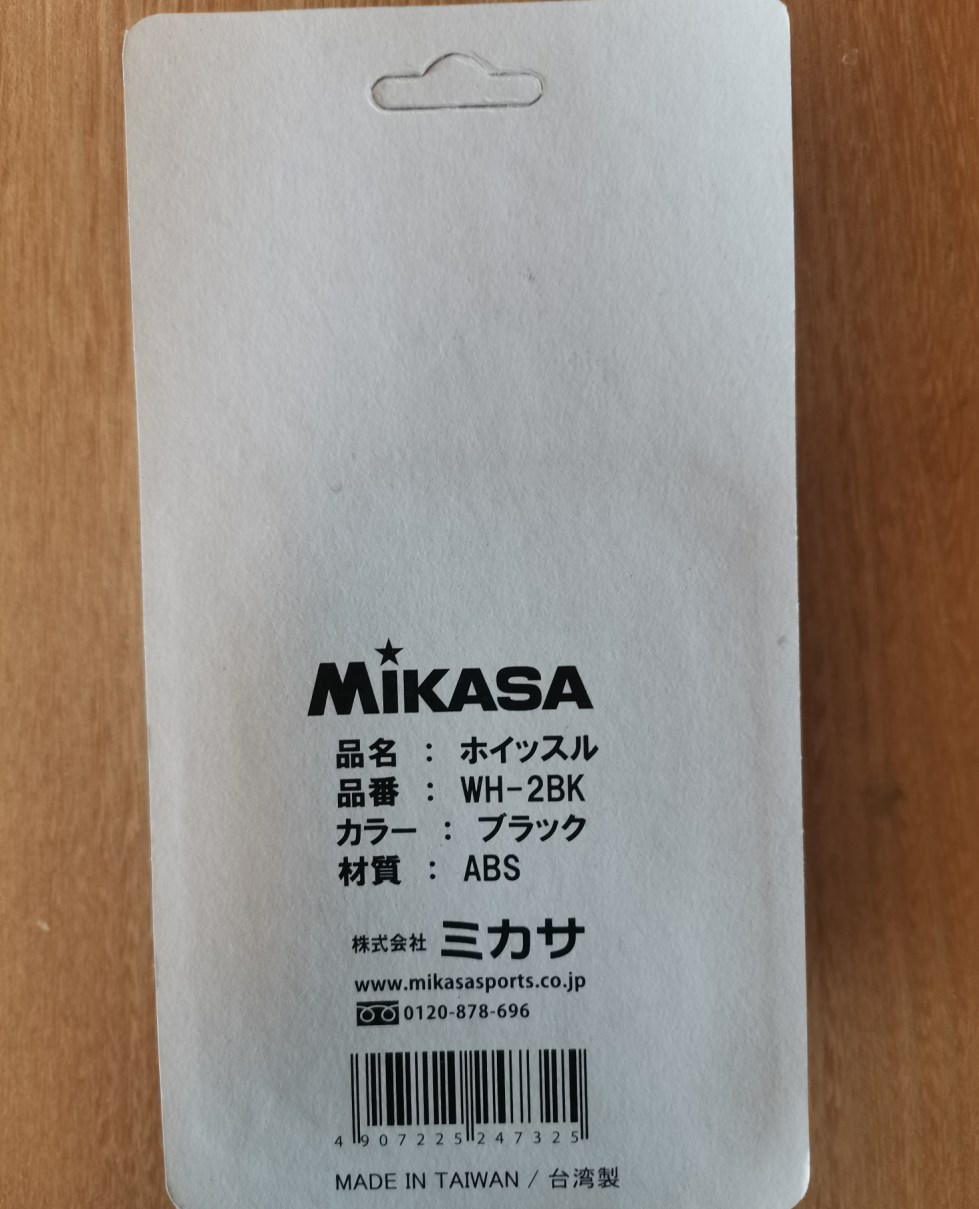 MiKASA
品名 : ホイッスル
品番 : WH-2BK
カラー : ブラック
材質 : ABS
株式会社 ミカサ
www.mikasasports.co.jp
0120-878-696
4 907225 247325
MADE IN TAIWAN / 台湾製